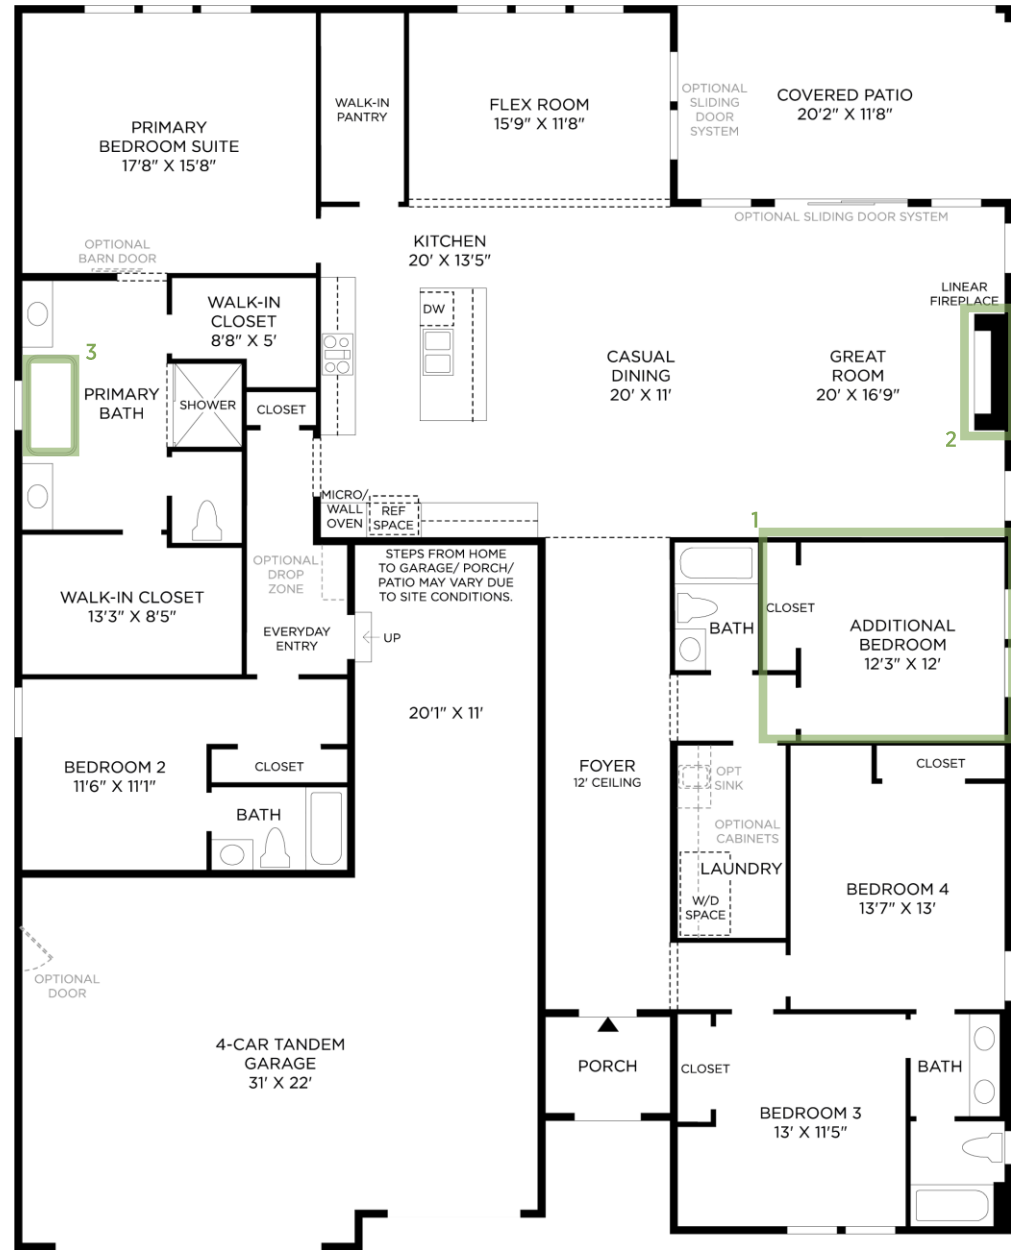 PRIMARY
BEDROOM SUITE
17'8" X 15'8"
WALK-IN
PANTRY
FLEX ROOM
15'9" X 11'8"
OPTIONAL
SLIDING
DOOR
SYSTEM
COVERED PATIO
20'2" X 11'8"
OPTIONAL SLIDING DOOR SYSTEM
OPTIONAL
BARN DOOR
KITCHEN
20' X 13'5"
WALK-IN
CLOSET
8'8" X 5'
DW
LINEAR
FIREPLACE
3
PRIMARY
BATH
SHOWER
CLOSET
CASUAL
DINING
20' X 11'
GREAT
ROOM
20' X 16'9"
2
MICRO/
WALL
OVEN
REF
SPACE
1
STEPS FROM HOME
TO GARAGE/ PORCH/
PATIO MAY VARY DUE
TO SITE CONDITIONS.
OPTIONAL
DROP
ZONE
WALK-IN CLOSET
13'3" X 8'5"
EVERYDAY
ENTRY
UP
BATH
CLOSET
ADDITIONAL
BEDROOM
12'3" X 12'
20'1" X 11'
BEDROOM 2
11'6" X 11'1"
CLOSET
BATH
FOYER
12' CEILING
OPT
SINK
OPTIONAL
CABINETS
LAUNDRY
W/D
SPACE
CLOSET
BEDROOM 4
13'7" X 13'
OPTIONAL
DOOR
4-CAR TANDEM
GARAGE
31' X 22'
PORCH
CLOSET
BEDROOM 3
13' X 11'5"
BATH